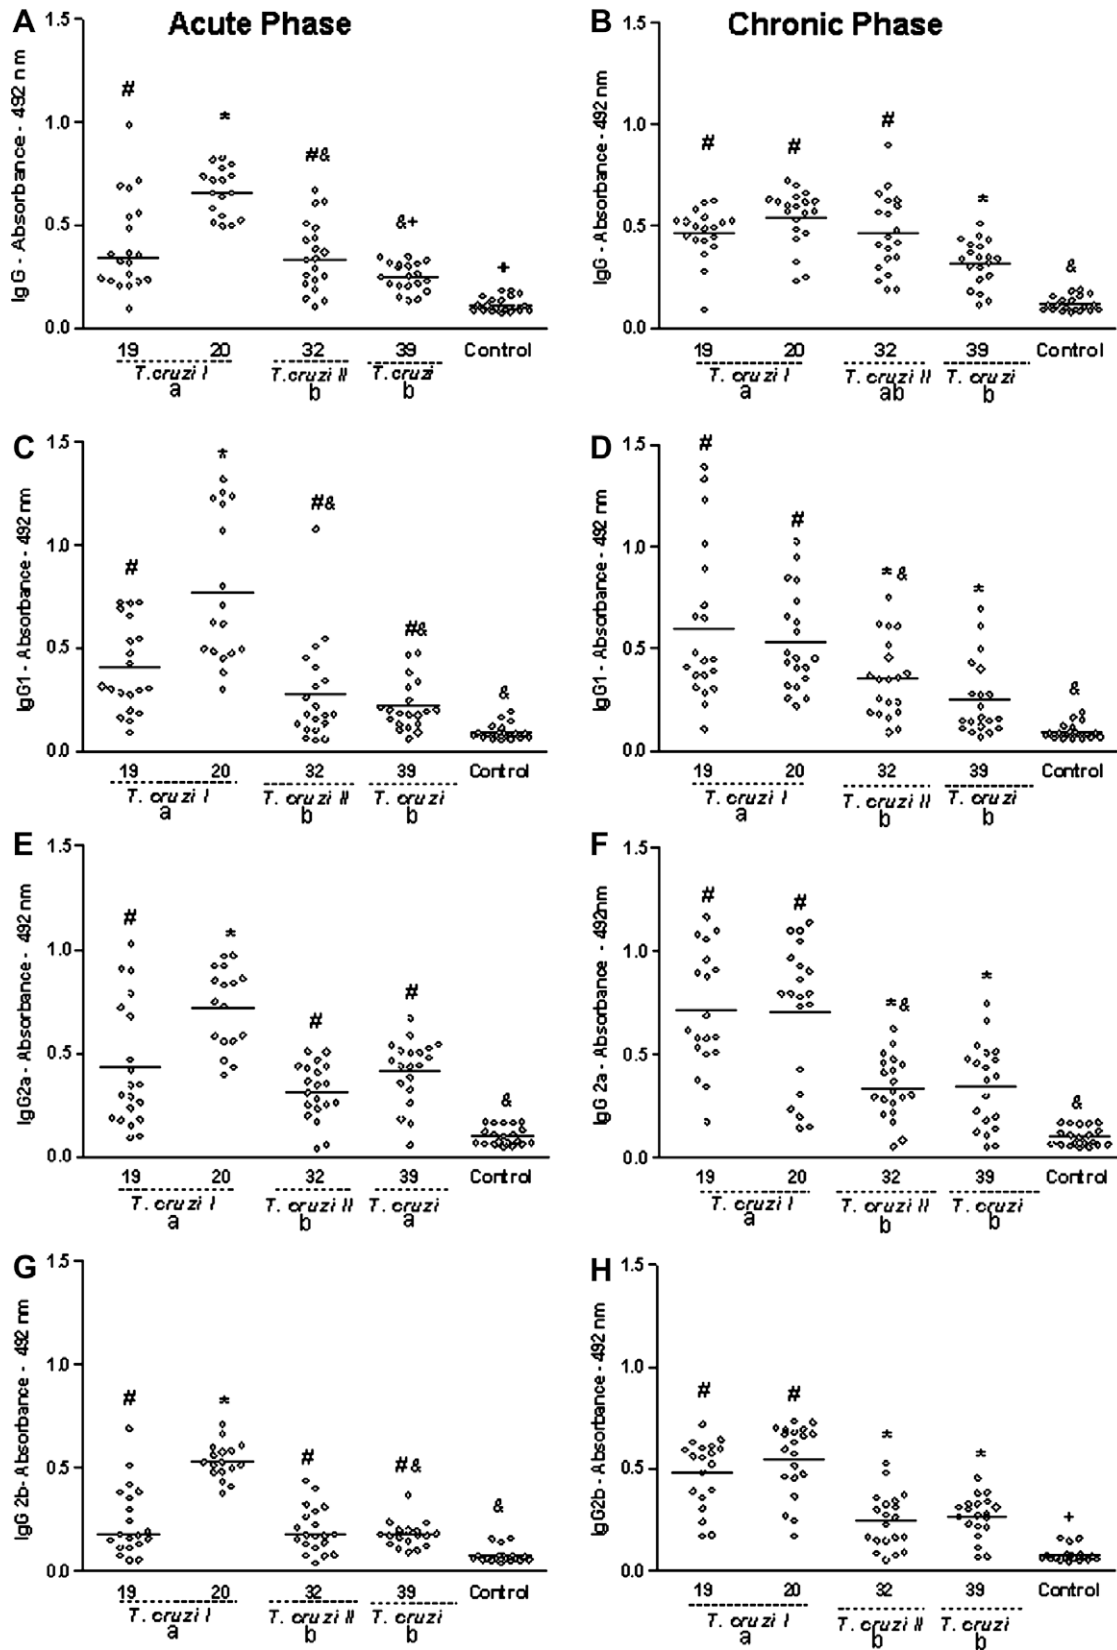 A Acute Phase
B Chronic Phase
IgG - Absorbance - 492 nm
1.5
1.0
0.5
0.0
# * #& &+ +
19 20 32 39 Control
T.cruzi I T.cruzi II T.cruzi
a b b
IgG - Absorbance - 492 nm
1.5
1.0
0.5
0.0
# # # * &
19 20 32 39 Control
T. cruzi I T. cruzi II T. cruzi
a ab b
C
IgG1 - Absorbance - 492 nm
1.5
1.0
0.5
0.0
# * #& #& &
19 20 32 39 Control
T. cruzi I T. cruzi II T. cruzi
a b b
D
IgG1 - Absorbance - 492 nm
1.5
1.0
0.5
0.0
# # *& * &
19 20 32 39 Control
T. cruzi I T. cruzi II T. cruzi
a b b
E
IgG2a - Absorbance - 492 nm
1.5
1.0
0.5
0.0
# * # # &
19 20 32 39 Control
T. cruzi I T. cruzi II T. cruzi
a b a
F
IgG 2a - Absorbance - 492nm
1.5
1.0
0.5
0.0
# # *& * &
19 20 32 39 Control
T. cruzi I T. cruzi II T. cruzi
a b b
G
IgG 2b- Absorbance - 492 nm
1.5
1.0
0.5
0.0
# * # #& &
19 20 32 39 Control
T. cruzi I T. cruzi II T. cruzi
a b b
H
IgG2b - Absorbance - 492 nm
1.5
1.0
0.5
0.0
# # * * +
19 20 32 39 Control
T. cruzi I T. cruzi II T. cruzi
a b b